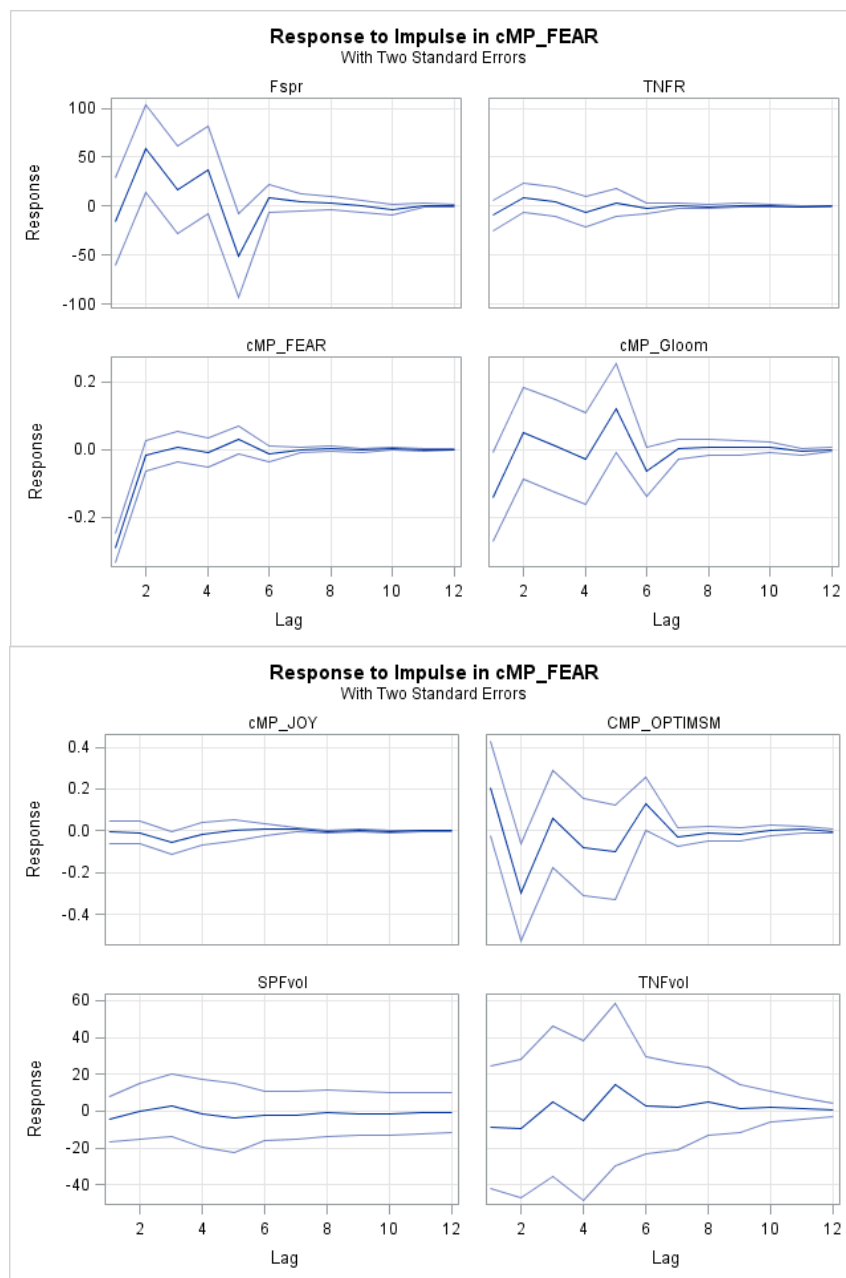 Response to Impulse in cMP_FEAR
With Two Standard Errors
Fspr
TNFR
Response
100
50
0
-50
-100
cMP_FEAR
cMP_Gloom
Response
0.2
0.0
-0.2
2 4 6 8 10 12
2 4 6 8 10 12
Lag
Lag
Response to Impulse in cMP_FEAR
With Two Standard Errors
cMP_JOY
CMP_OPTIMSM
Response
0.4
0.2
0.0
-0.2
-0.4
SPFvol
TNFvol
Response
60
40
20
0
-20
-40
2 4 6 8 10 12
2 4 6 8 10 12
Lag
Lag